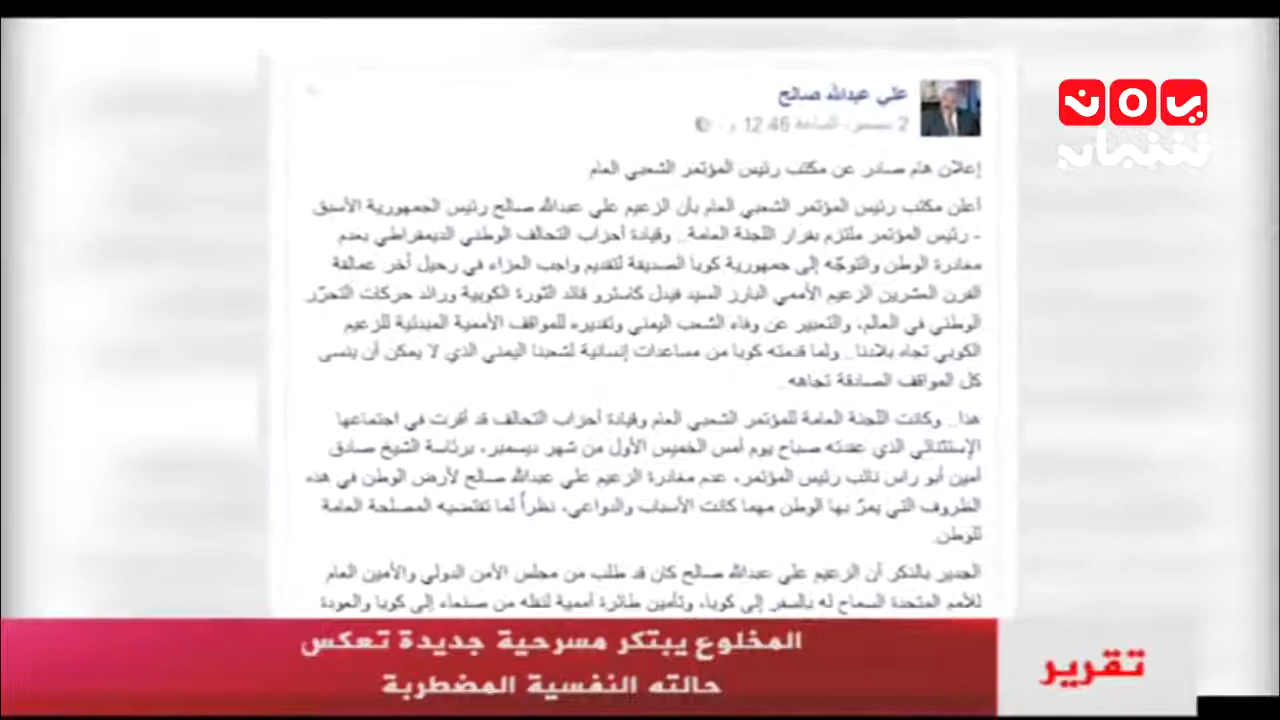 يمن
شباب
علي عبدالله صالح
2 ديسمبر، الساعة 12:46 م
إعلان هام صادر عن مكتب رئيس المؤتمر الشعبي العام
أعلن مكتب رئيس المؤتمر الشعبي العام بأن الزعيم علي عبدالله صالح رئيس الجمهورية الأسبق
- رئيس المؤتمر ملتزم بقرار اللجنة العامة.. وقيادة أحزاب التحالف الوطني الديمقراطي بعدم
مغادرة الوطن والتوجّه إلى جمهورية كوبا الصديقة لتقديم واجب العزاء في رحيل آخر عمالقة
القرن العشرين الزعيم الأممي البارز السيد فيدل كاسترو قائد الثورة الكوبية ورائد حركات التحرّر
الوطني في العالم، والتعبير عن وفاء الشعب اليمني وتقديره للمواقف الأممية المبدئية للزعيم
الكوبي تجاه بلادنا.. ولما قدمته كوبا من مساعدات إنسانية لشعبنا اليمني الذي لا يمكن أن ينسى
كل المواقف الصادقة تجاهه.
هذا.. وكانت اللجنة العامة للمؤتمر الشعبي العام وقيادة أحزاب التحالف قد أقرت في اجتماعها
الإستثنائي الذي عقدته صباح يوم أمس الخميس الأول من شهر ديسمبر، برئاسة الشيخ صادق
أمين أبو راس نائب رئيس المؤتمر، عدم مغادرة الزعيم علي عبدالله صالح لأرض الوطن في هذه
الظروف التي يمرّ بها الوطن مهما كانت الأسباب والدواعي، نظراً لما تقتضيه المصلحة العامة
للوطن.
الجدير بالذكر أن الزعيم علي عبدالله صالح كان قد طلب من مجلس الأمن الدولي والأمين العام
للأمم المتحدة السماح له بالسفر إلى كوبا، وتأمين طائرة أممية لنقله من صنعاء إلى كوبا والعودة
المخلوع يبتكر مسرحية جديدة تعكس
حالته النفسية المضطربة
تقرير